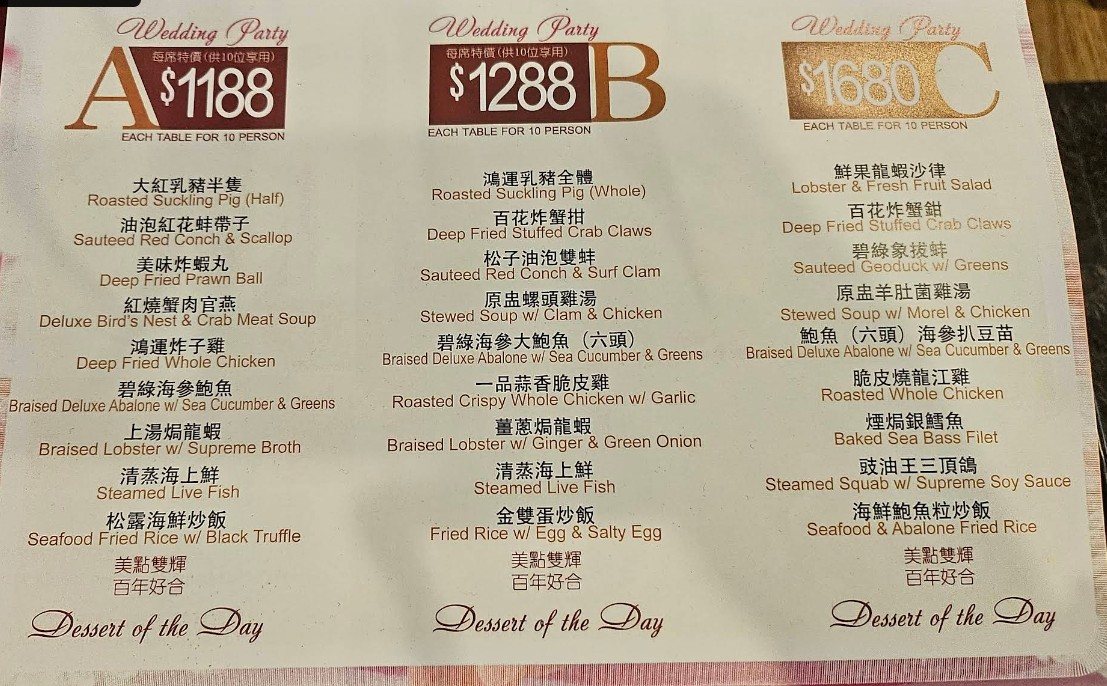 Wedding Party
A
每席特價(供10位享用)
$1188
EACH TABLE FOR 10 PERSON
大紅乳豬半隻
Roasted Suckling Pig (Half)
油泡紅花蚌帶子
Sauteed Red Conch & Scallop
美味炸蝦丸
Deep Fried Prawn Ball
紅燒蟹肉官燕
Deluxe Bird's Nest & Crab Meat Soup
鴻運炸子雞
Deep Fried Whole Chicken
碧綠海參鮑魚
Braised Deluxe Abalone w/ Sea Cucumber & Greens
上湯焗龍蝦
Braised Lobster w/ Supreme Broth
清蒸海上鮮
Steamed Live Fish
松露海鮮炒飯
Seafood Fried Rice w/ Black Truffle
美點雙輝
百年好合
Dessert of the Day
Wedding Party
每席特價(供10位享用)
$1288
B
EACH TABLE FOR 10 PERSON
鴻運乳豬全體
Roasted Suckling Pig (Whole)
百花炸蟹拑
Deep Fried Stuffed Crab Claws
松子油泡雙蚌
Sauteed Red Conch & Surf Clam
原盅螺頭雞湯
Stewed Soup w/ Clam & Chicken
碧綠海參大鮑魚（六頭）
Braised Deluxe Abalone w/ Sea Cucumber & Greens
一品蒜香脆皮雞
Roasted Crispy Whole Chicken w/ Garlic
薑蔥焗龍蝦
Braised Lobster w/ Ginger & Green Onion
清蒸海上鮮
Steamed Live Fish
金雙蛋炒飯
Fried Rice w/ Egg & Salty Egg
美點雙輝
百年好合
Dessert of the Day
Wedding Party
$1680
C
EACH TABLE FOR 10 PERSON
鮮果龍蝦沙律
Lobster & Fresh Fruit Salad
百花炸蟹鉗
Deep Fried Stuffed Crab Claws
碧綠象拔蚌
Sauteed Geoduck w/ Greens
原盅羊肚菌雞湯
Stewed Soup w/ Morel & Chicken
鮑魚（六頭）海參扒豆苗
Braised Deluxe Abalone w/ Sea Cucumber & Greens
脆皮燒龍江雞
Roasted Whole Chicken
煙焗銀鱈魚
Baked Sea Bass Filet
豉油王三頂鴿
Steamed Squab w/ Supreme Soy Sauce
海鮮鮑魚粒炒飯
Seafood & Abalone Fried Rice
美點雙輝
百年好合
Dessert of the Day